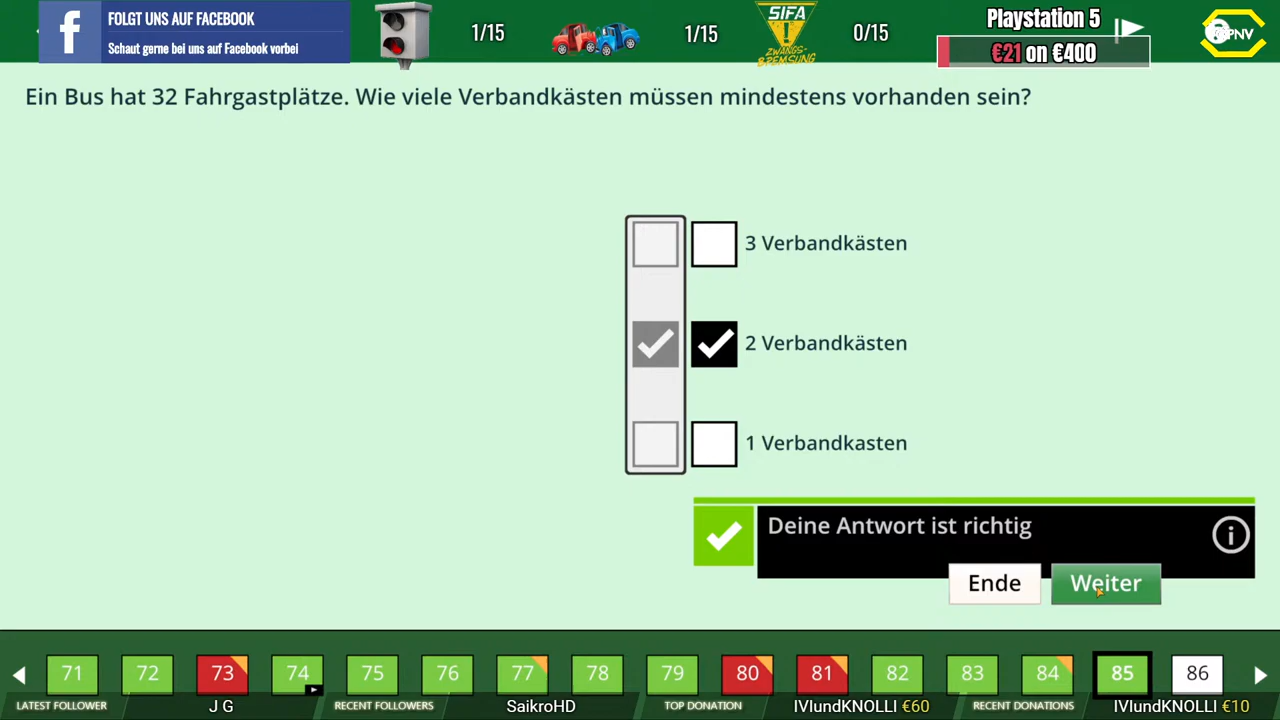 FOLGT UNS AUF FACEBOOK
Schaut gerne bei uns auf Facebook vorbei
1/15
1/15
SIFA
ZWANGS-
BREMSUNG
0/15
Playstation 5
€21 on €400
ÖPNV
Ein Bus hat 32 Fahrgastplätze. Wie viele Verbandkästen müssen mindestens vorhanden sein?
3 Verbandkästen
2 Verbandkästen
1 Verbandkasten
Deine Antwort ist richtig
Ende
Weiter
71 72 73 74 75 76 77 78 79 80 81 82 83 84 85 86
LATEST FOLLOWER J G RECENT FOLLOWERS SaikroHD TOP DONATION IVIundKNOLLI €60 RECENT DONATIONS IVIundKNOLLI €10